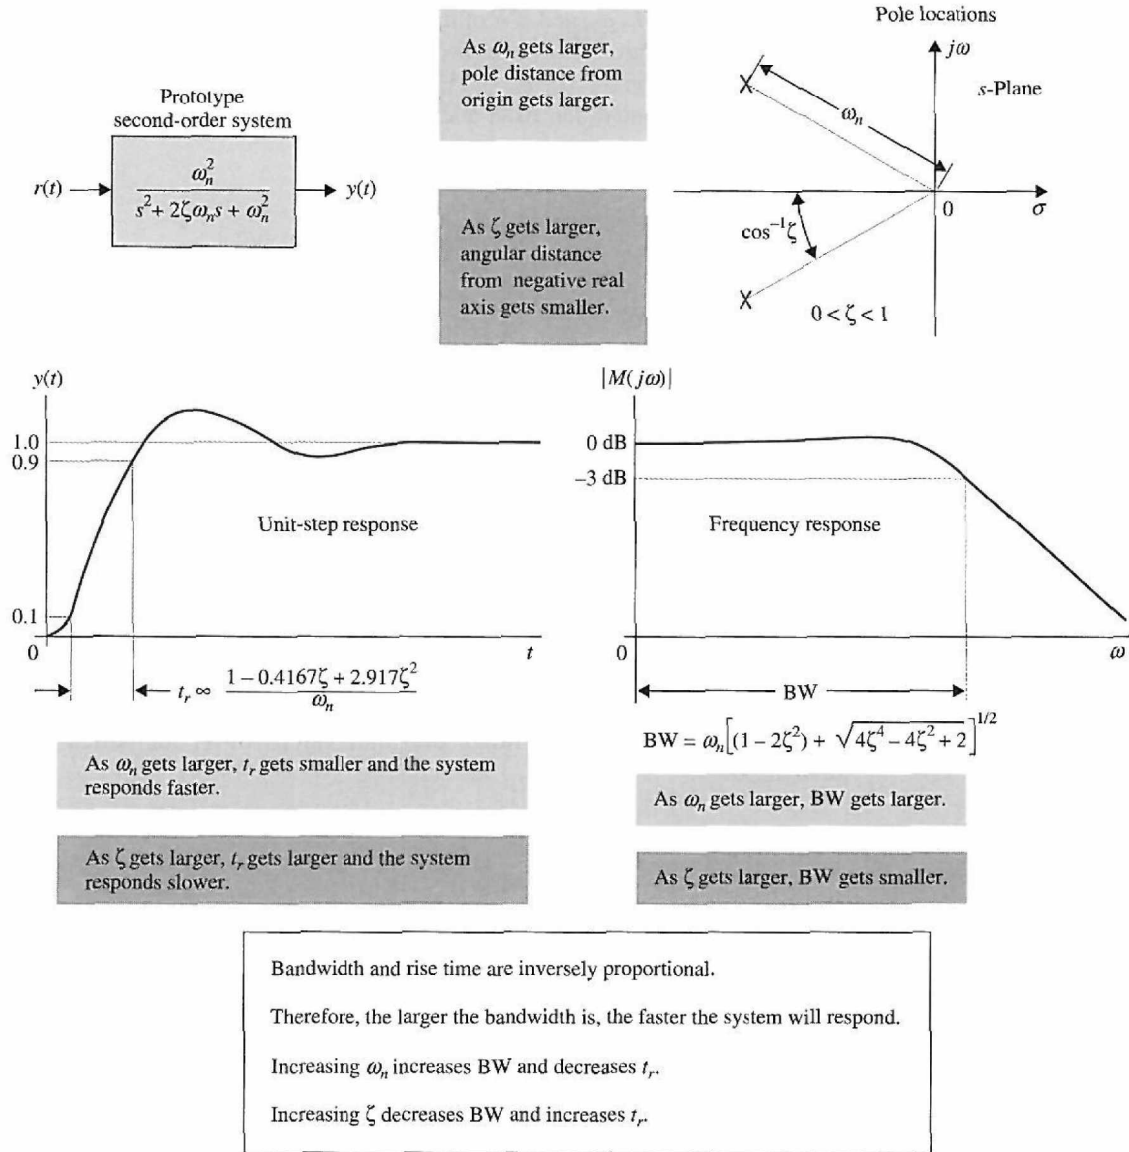 Pole locations
As ωn gets larger,
pole distance from
origin gets larger.
jω
s-Plane
ωn
0
σ
cos⁻¹ζ
0 < ζ < 1
Prototype
second-order system
r(t)
ωn²
s² + 2ζωns + ωn²
y(t)
As ζ gets larger,
angular distance
from negative real
axis gets smaller.
y(t)
1.0
0.9
Unit-step response
0.1
0
t
tr ∞ 1 − 0.4167ζ + 2.917ζ²
ωn
As ωn gets larger, tr gets smaller and the system
responds faster.
As ζ gets larger, tr gets larger and the system
responds slower.
|M(jω)|
0 dB
−3 dB
Frequency response
0
ω
BW
BW = ωn[(1 − 2ζ²) + √4ζ⁴ − 4ζ² + 2]^1/2
As ωn gets larger, BW gets larger.
As ζ gets larger, BW gets smaller.
Bandwidth and rise time are inversely proportional.
Therefore, the larger the bandwidth is, the faster the system will respond.
Increasing ωn increases BW and decreases tr.
Increasing ζ decreases BW and increases tr.